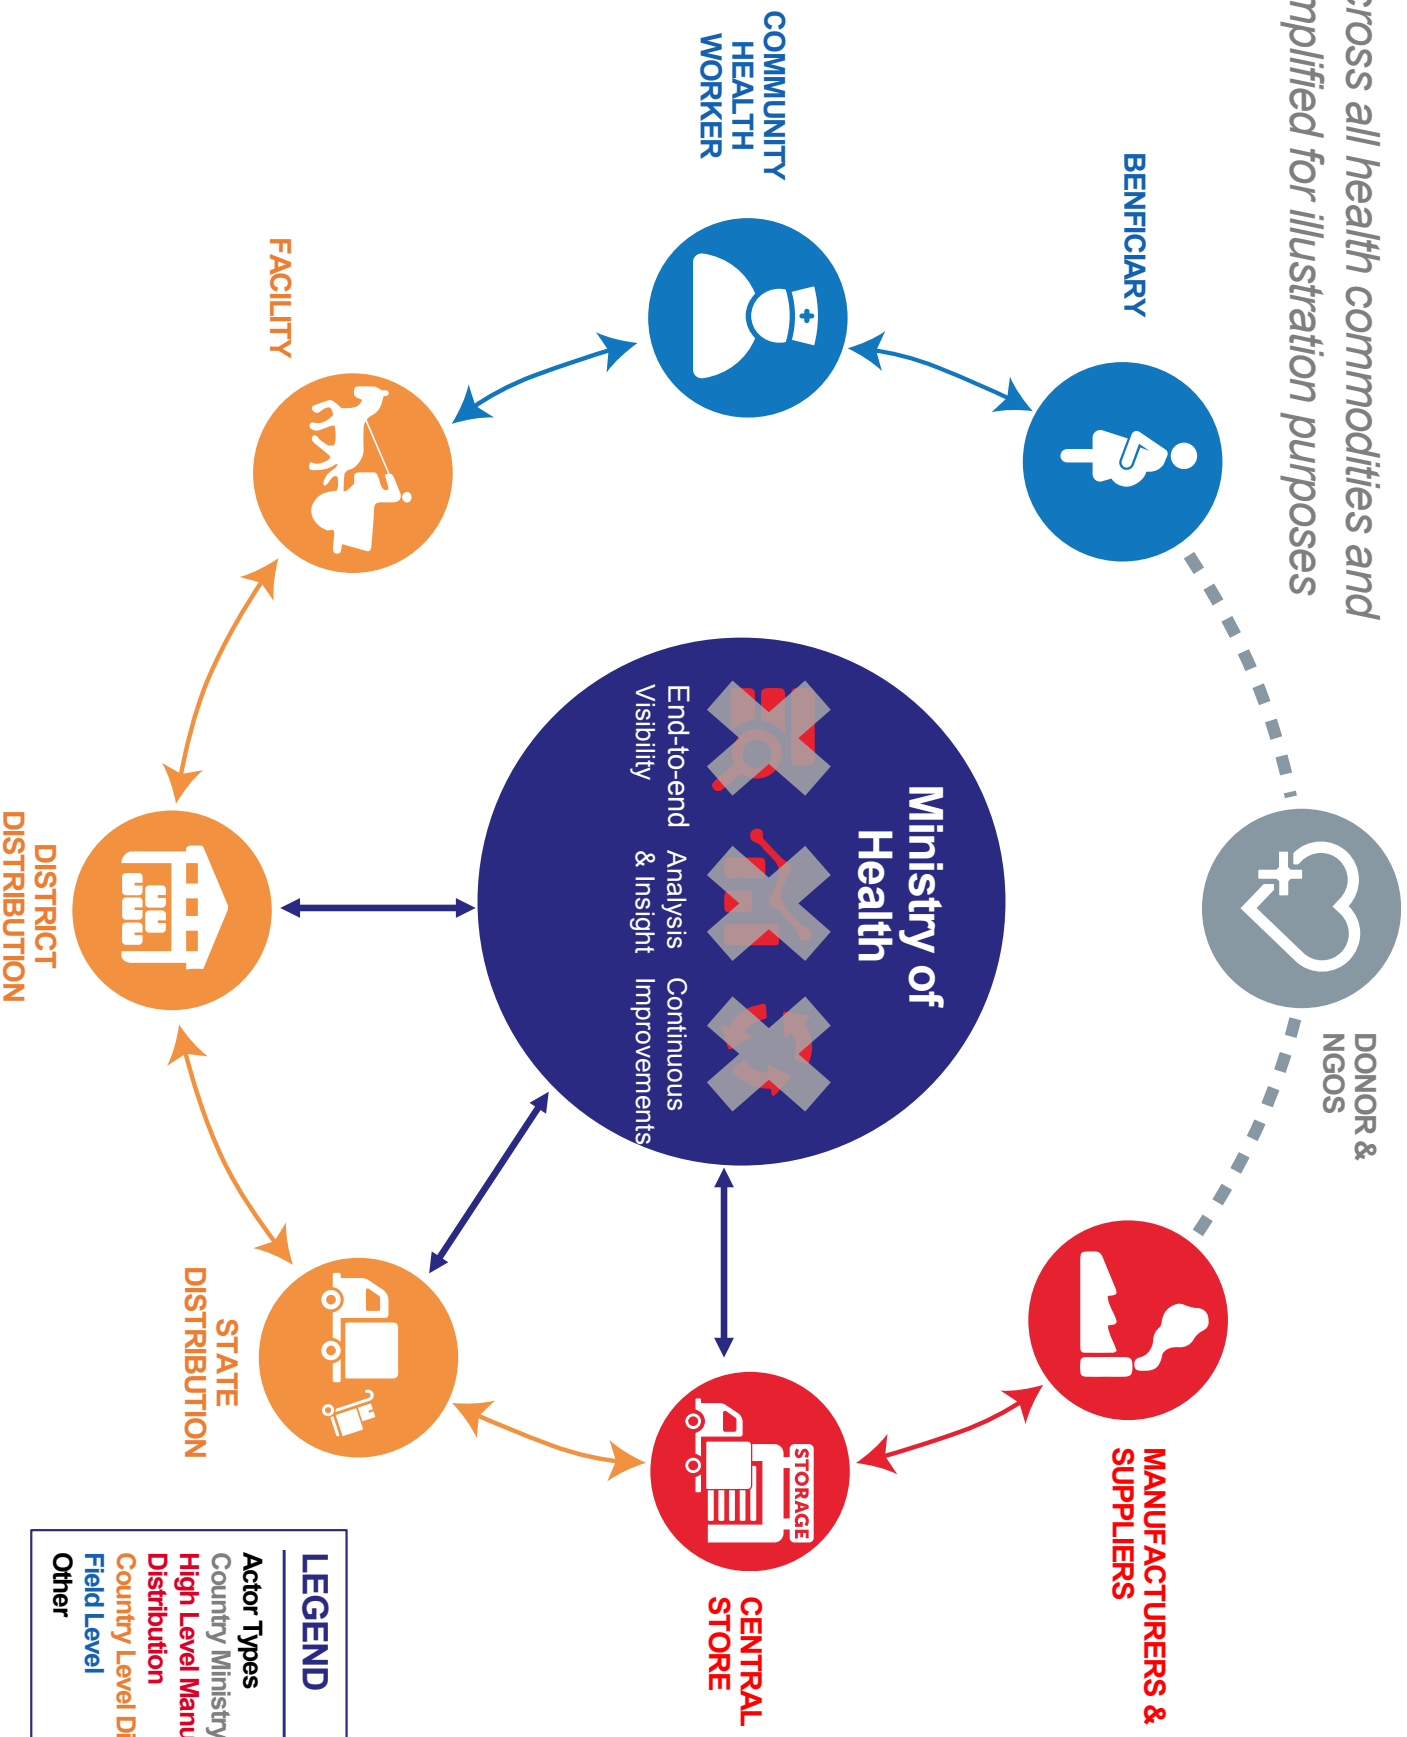 cross all health commodities and
mplified for illustration purposes
DONOR &
NGOS
BENFICIARY
MANUFACTURERS &
SUPPLIERS
COMMUNITY
HEALTH
WORKER
Ministry of
Health
End-to-end
Visibility
Analysis
& Insight
Continuous
Improvements
STORAGE
CENTRAL
STORE
FACILITY
STATE
DISTRIBUTION
DISTRICT
DISTRIBUTION
LEGEND
Actor Types
Country Ministry
High Level Manu
Distribution
Country Level Di
Field Level
Other